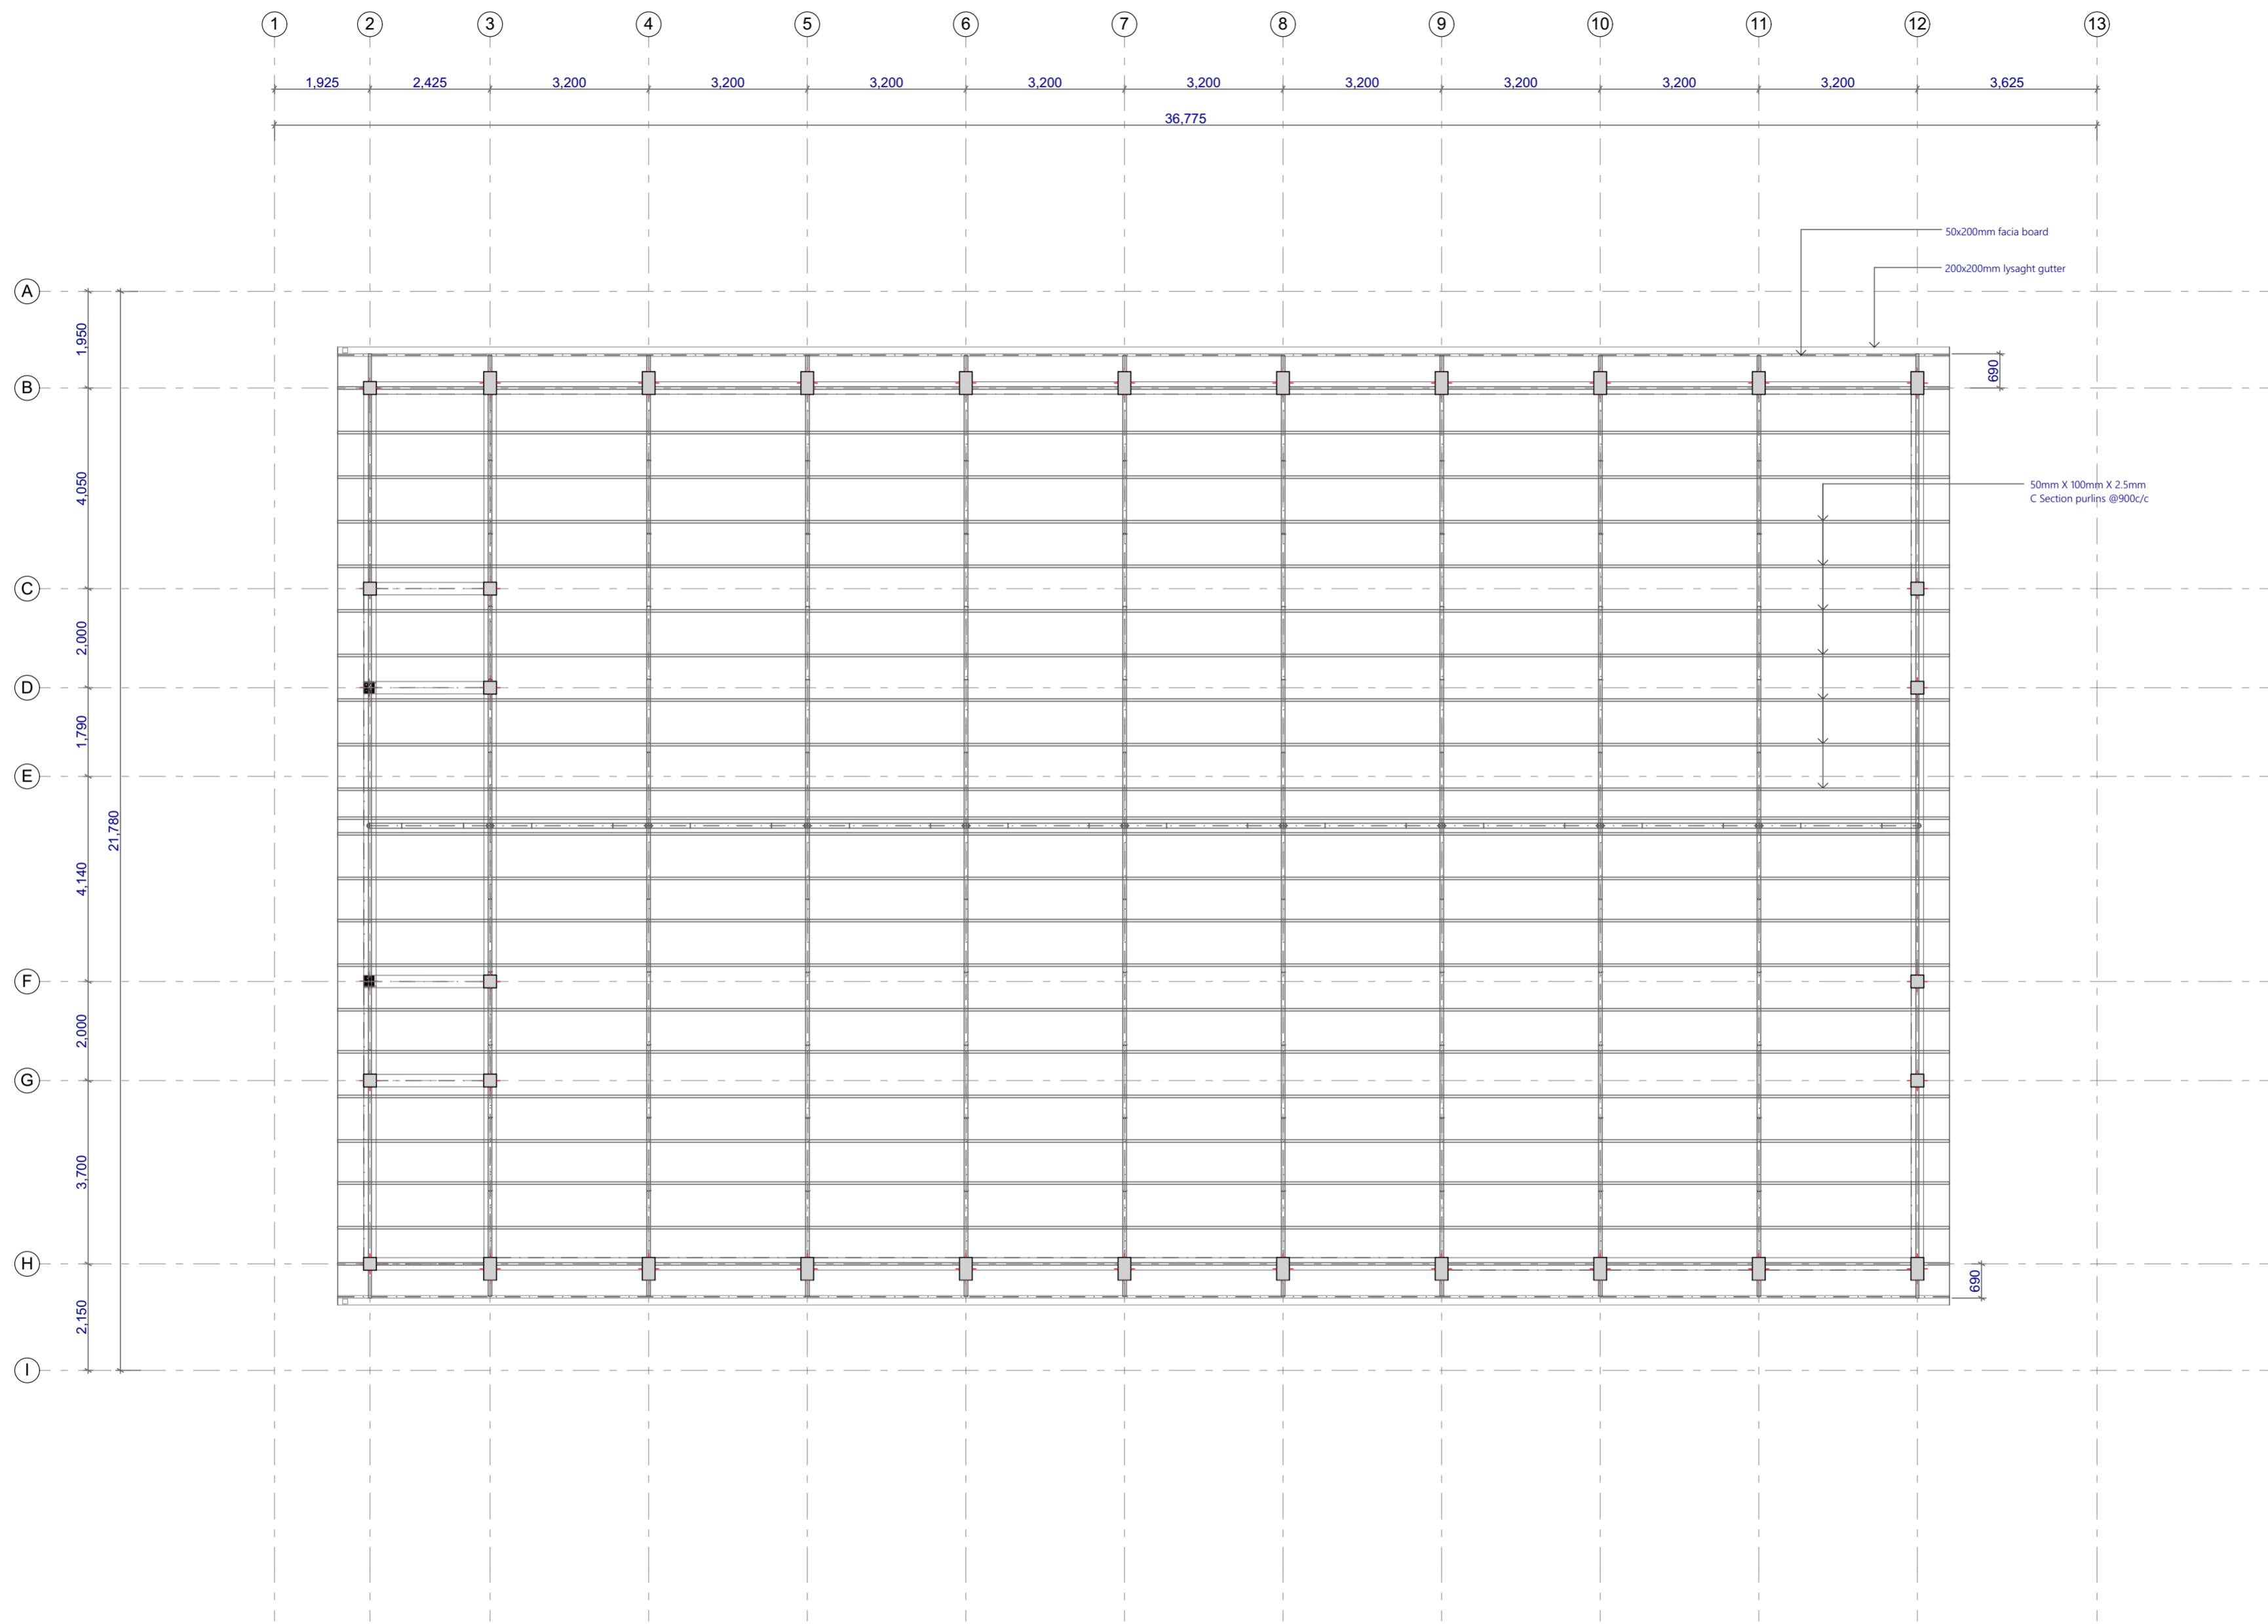 1 2 3 4 5 6 7 8 9 10 11 12 13
1,925 2,425 3,200 3,200 3,200 3,200 3,200 3,200 3,200 3,200 3,200 3,625
36,775
50x200mm facia board
200x200mm lysaght gutter
A
1,950
690
B
4,050
50mm X 100mm X 2.5mm
C Section purlins @900c/c
C
2,000
D
1,790
E
21,780
4,140
F
2,000
G
3,700
H
690
2,150
I